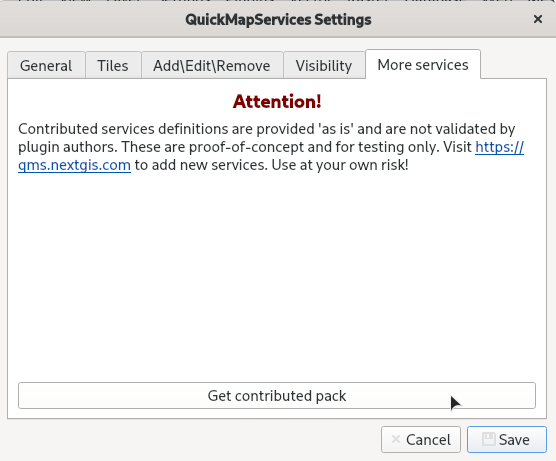 QuickMapServices Settings
General Tiles Add\Edit\Remove Visibility More services
Attention!
Contributed services definitions are provided 'as is' and are not validated by
plugin authors. These are proof-of-concept and for testing only. Visit https://
qms.nextgis.com to add new services. Use at your own risk!
Get contributed pack
Cancel Save